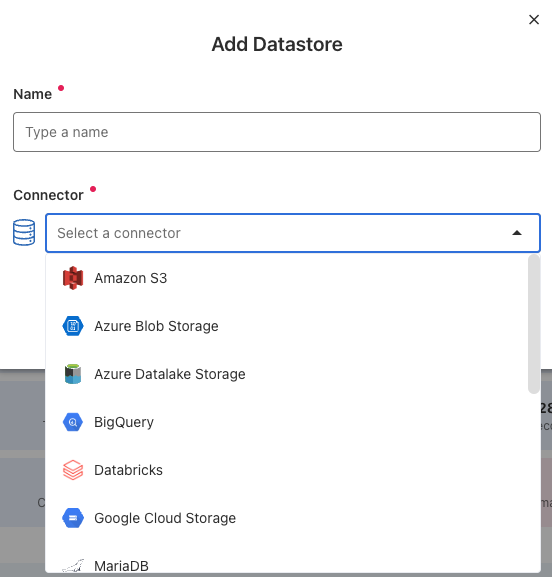 Add Datastore
Name
Type a name
Connector
Select a connector
Amazon S3
Azure Blob Storage
Azure Datalake Storage
BigQuery
Databricks
Google Cloud Storage
MariaDB